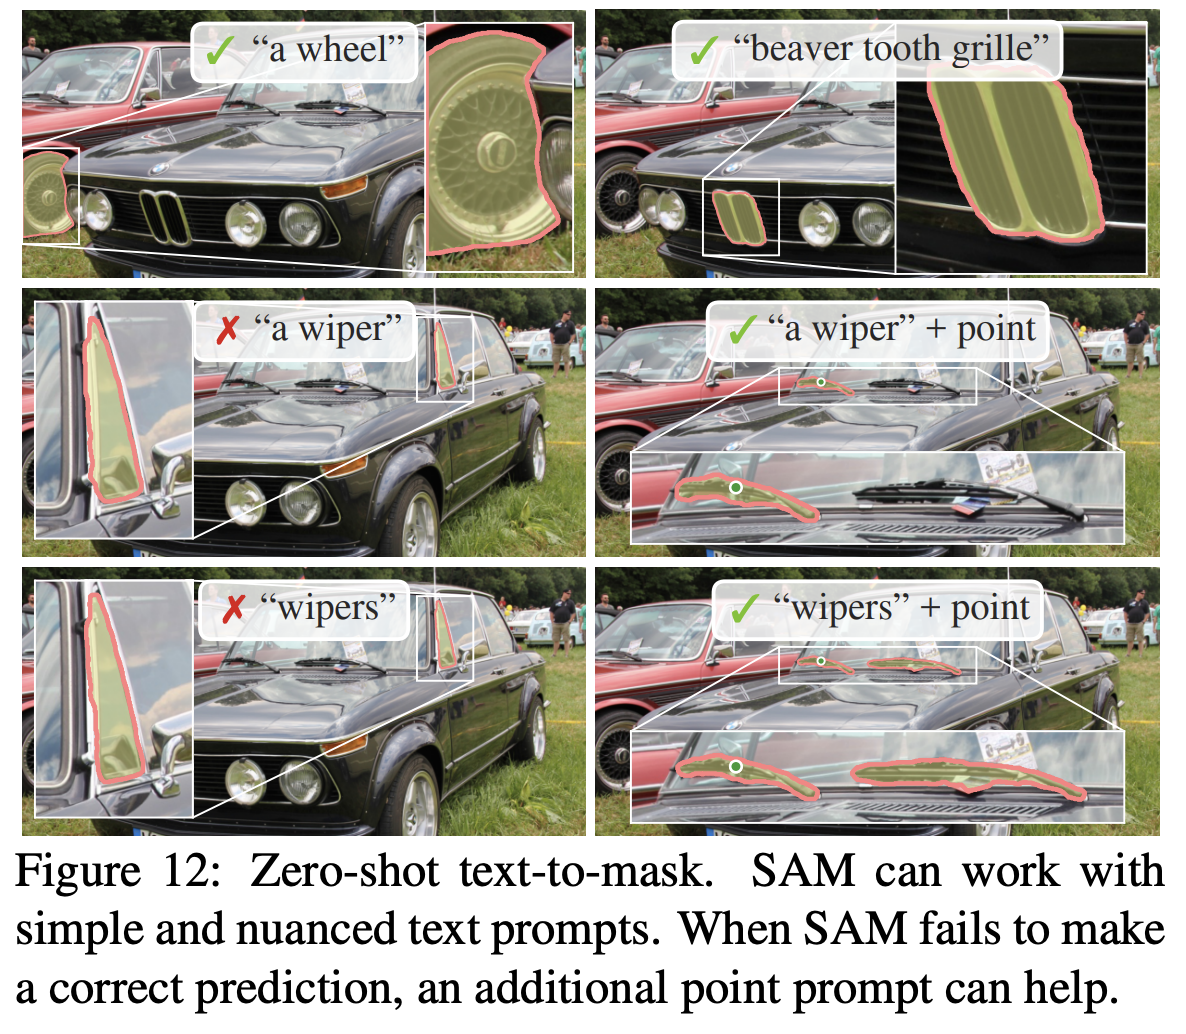 ✓ “a wheel”
✓ “beaver tooth grille”
✗ “a wiper”
✓ “a wiper” + point
✗ “wipers”
✓ “wipers” + point
Figure 12: Zero-shot text-to-mask. SAM can work with
simple and nuanced text prompts. When SAM fails to make
a correct prediction, an additional point prompt can help.